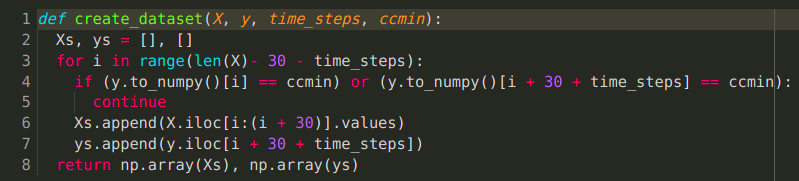 1 def create_dataset(X, y, time_steps, ccmin):
2   Xs, ys = [], []
3   for i in range(len(X)- 30 - time_steps):
4     if (y.to_numpy()[i] == ccmin) or (y.to_numpy()[i + 30 + time_steps] == ccmin):
5       continue
6     Xs.append(X.iloc[i:(i + 30)].values)
7     ys.append(y.iloc[i + 30 + time_steps])
8   return np.array(Xs), np.array(ys)